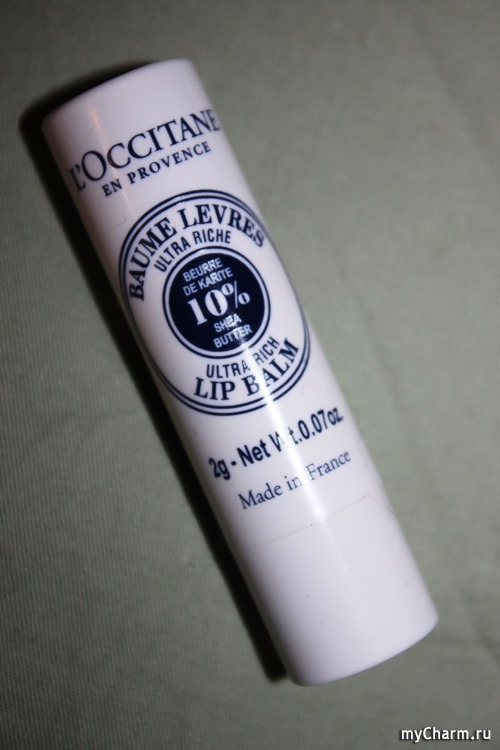 L'OCCITANE
EN PROVENCE
BAUME LEVRES
ULTRA RICHE
BEURRE
DE KARITE
10%
SHEA
BUTTER
ULTRA RICH
LIP BALM
2g - Net Wt.0.07oz.
Made in France
myCharm.ru